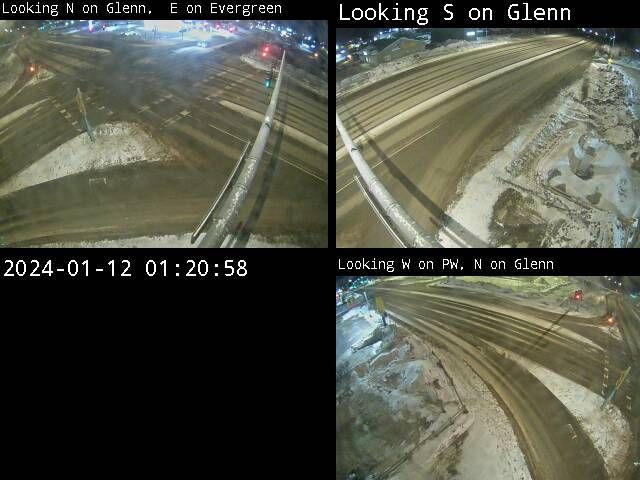 Looking N on Glenn,  E on Evergreen
Looking S on Glenn
2024-01-12 01:20:58
Looking W on PW, N on Glenn